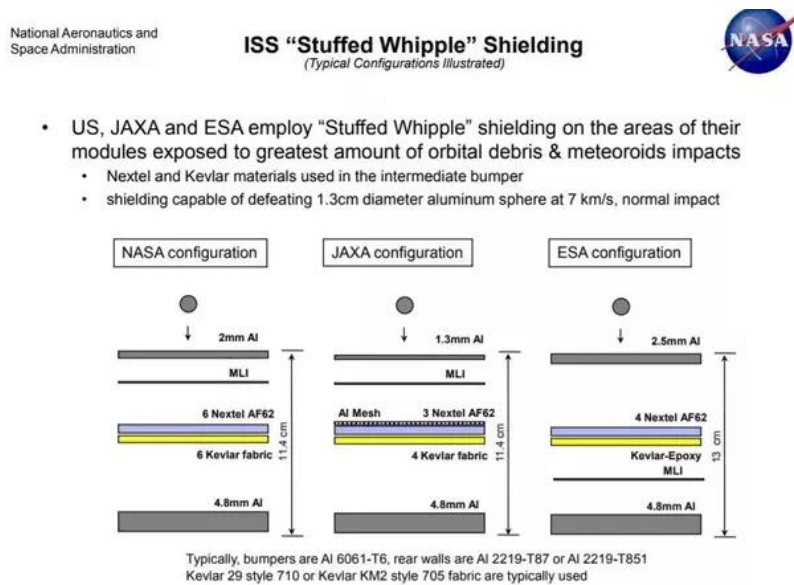 National Aeronautics and
Space Administration
ISS “Stuffed Whipple” Shielding
(Typical Configurations Illustrated)
NASA
• US, JAXA and ESA employ “Stuffed Whipple” shielding on the areas of their
modules exposed to greatest amount of orbital debris & meteoroids impacts
• Nextel and Kevlar materials used in the intermediate bumper
• shielding capable of defeating 1.3cm diameter aluminum sphere at 7 km/s, normal impact
NASA configuration
2mm Al
MLI
6 Nextel AF62
6 Kevlar fabric
4.8mm Al
11.4 cm
JAXA configuration
1.3mm Al
MLI
Al Mesh 3 Nextel AF62
4 Kevlar fabric
4.8mm Al
11.4 cm
ESA configuration
2.5mm Al
4 Nextel AF62
Kevlar-Epoxy
MLI
4.8mm Al
13 cm
Typically, bumpers are Al 6061-T6, rear walls are Al 2219-T87 or Al 2219-T851
Kevlar 29 style 710 or Kevlar KM2 style 705 fabric are typically used